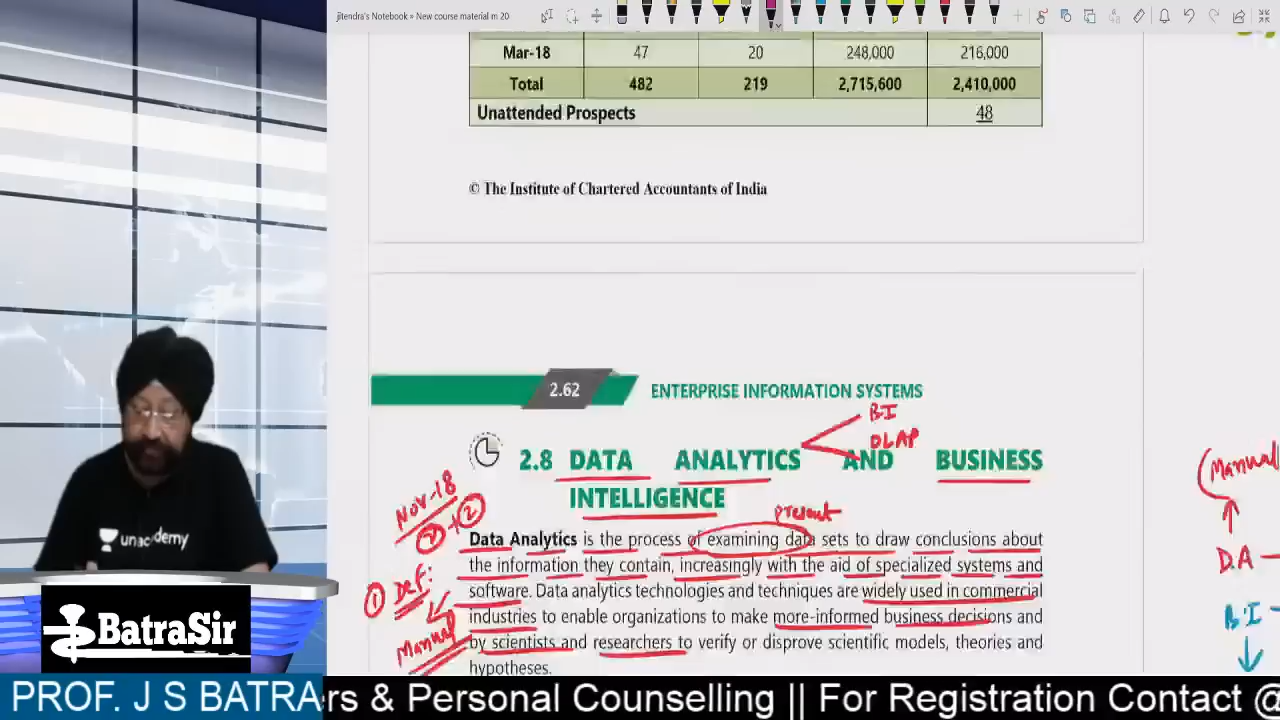 jitendra's Notebook » New course material m 20
Mar-18 47 20 248,000 216,000
Total 482 219 2,715,600 2,410,000
Unattended Prospects 48
© The Institute of Chartered Accountants of India
2.62 ENTERPRISE INFORMATION SYSTEMS
BI
OLAP
2.8 DATA ANALYTICS AND BUSINESS
INTELLIGENCE
Nov-18
2 + 2
present
Data Analytics is the process of examining data sets to draw conclusions about
the information they contain, increasingly with the aid of specialized systems and
software. Data analytics technologies and techniques are widely used in commercial
industries to enable organizations to make more-informed business decisions and
by scientists and researchers to verify or disprove scientific models, theories and
hypotheses.
1 Def:
Manual
(Manual
D.A
B.I
unacademy
BatraSir
PROF. J S BATRA
ers & Personal Counselling || For Registration Contact @